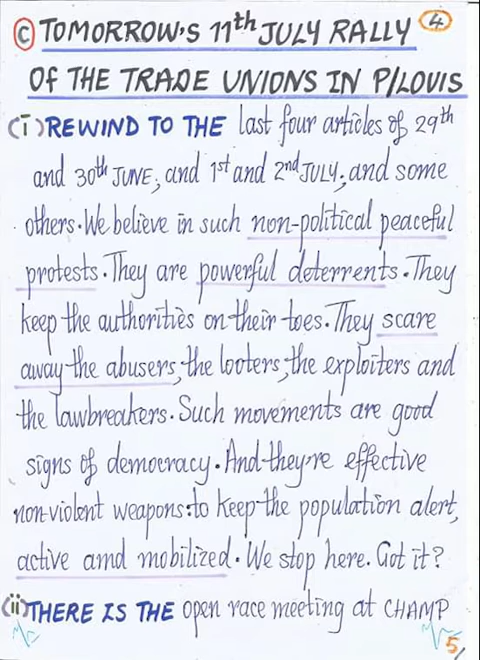 C TOMORROW'S 11th JULY RALLY 4
OF THE TRADE UNIONS IN P/LOUIS
(i) REWIND TO THE last four articles of 29th
and 30th JUNE, and 1st and 2nd JULY, and some
others. We believe in such non-political peaceful
protests. They are powerful deterrents. They
keep the authorities on their toes. They scare
away the abusers, the looters, the exploiters and
the lawbreakers. Such movements are good
signs of democracy. And they're effective
non-violent weapons to keep the population alert,
active amd mobilized. We stop here. Got it?
(ii) THERE IS THE open race meeting at CHAMP
5/